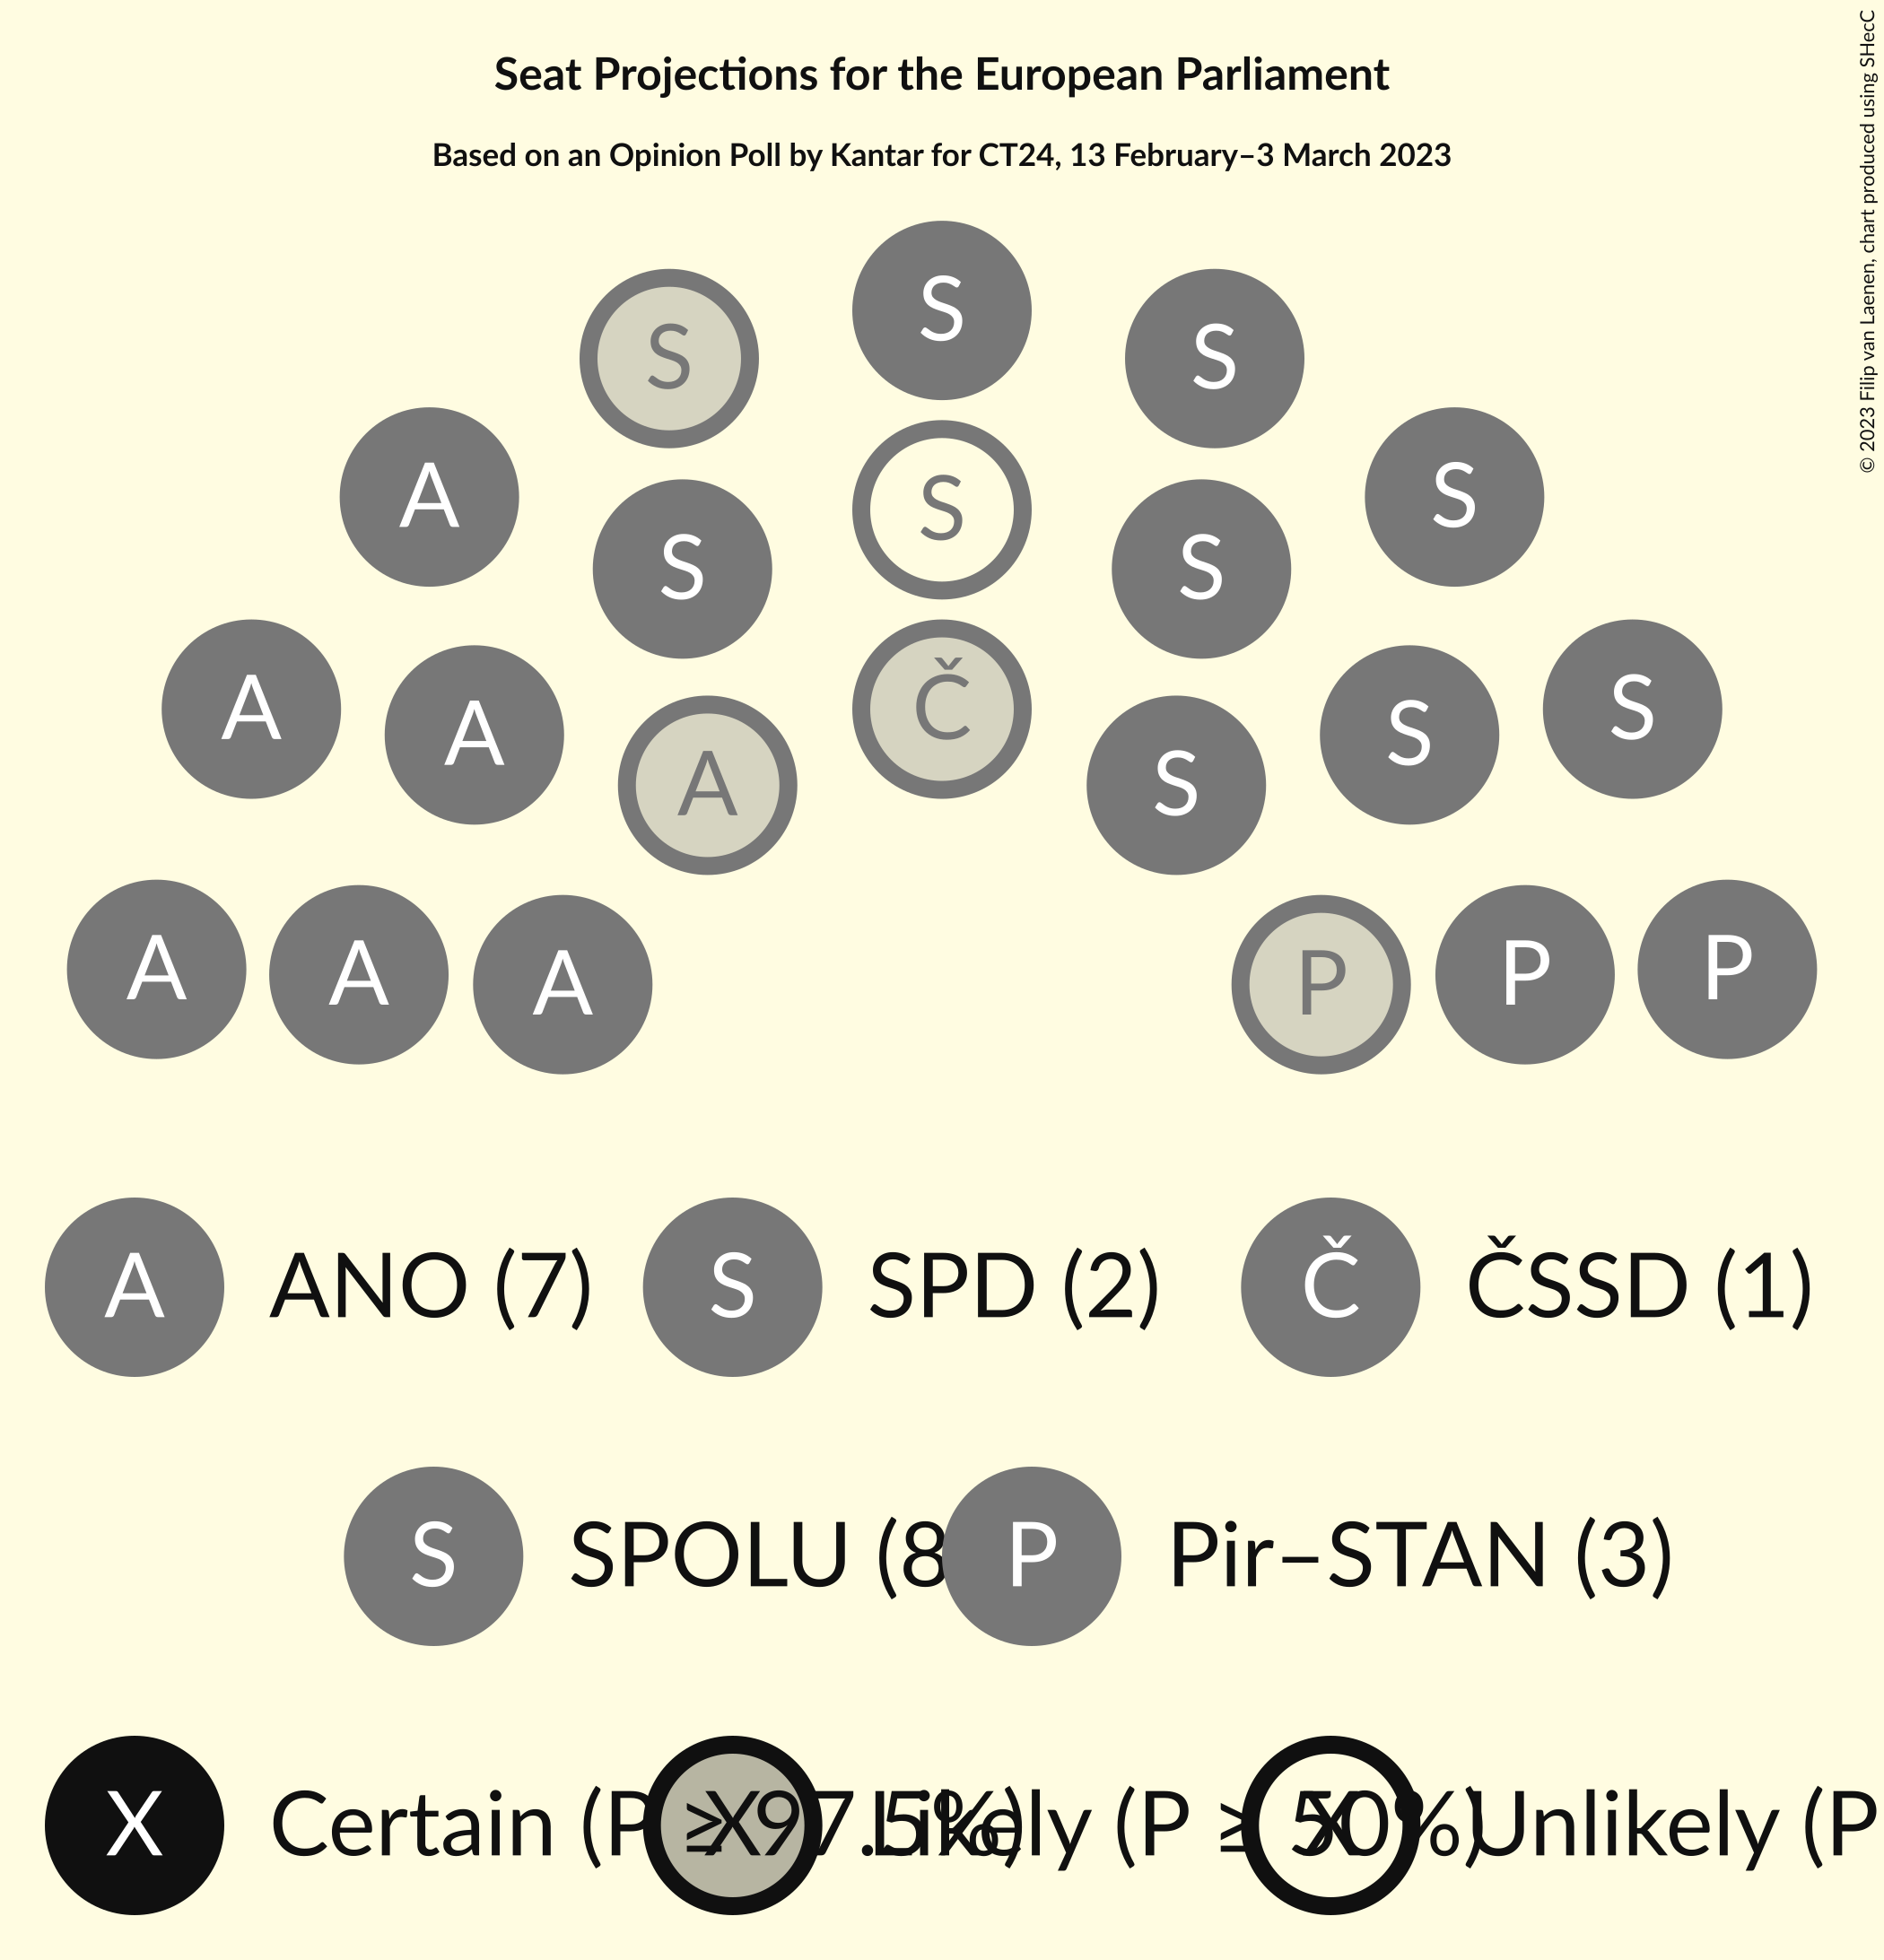 Seat Projections for the European Parliament
Based on an Opinion Poll by Kantar for CT24, 13 February–3 March 2023
© 2023 Filip van Laenen, chart produced using SHecC
S
S S
A S
S
S S
A S
Č
A S S
A S
A A A P P P
A ANO (7) S SPD (2) Č ČSSD (1)
S SPOLU (8 P Pir–STAN (3)
X Certain (P ≥ 97.5%) X Likely (P ≥ 50%) X Unlikely (P